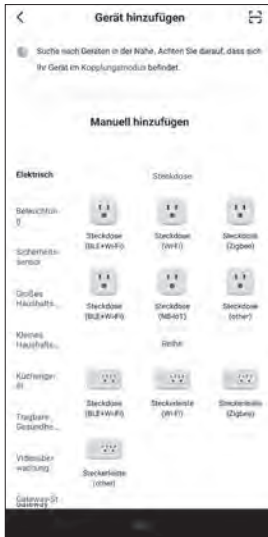 Gerät hinzufügen
Suche nach Geräten in der Nähe. Achten Sie darauf, dass sich
Ihr Gerät im Kopplungsmodus befindet.
Manuell hinzufügen
Elektrisch
Steckdose
Beleuchtun
g
Sicherheits-
sensor
Großes
Haushalts...
Kleines
Haushalts...
Küchenger
ät
Tragbare
Gesundhe...
Videoüber
wachung
Gateway-St
Steckdose
(BLE+Wi-Fi)
Steckdose
(Wi-Fi)
Steckdose
(Zigbee)
Steckdose
(BLE+Wi-Fi)
Steckdose
(NB-IoT)
Steckdose
(other)
Reihe
Steckdose
(BLE+Wi-Fi)
Steckerleiste
(Wi-Fi)
Steckerleiste
(Zigbee)
Steckerleiste
(other)